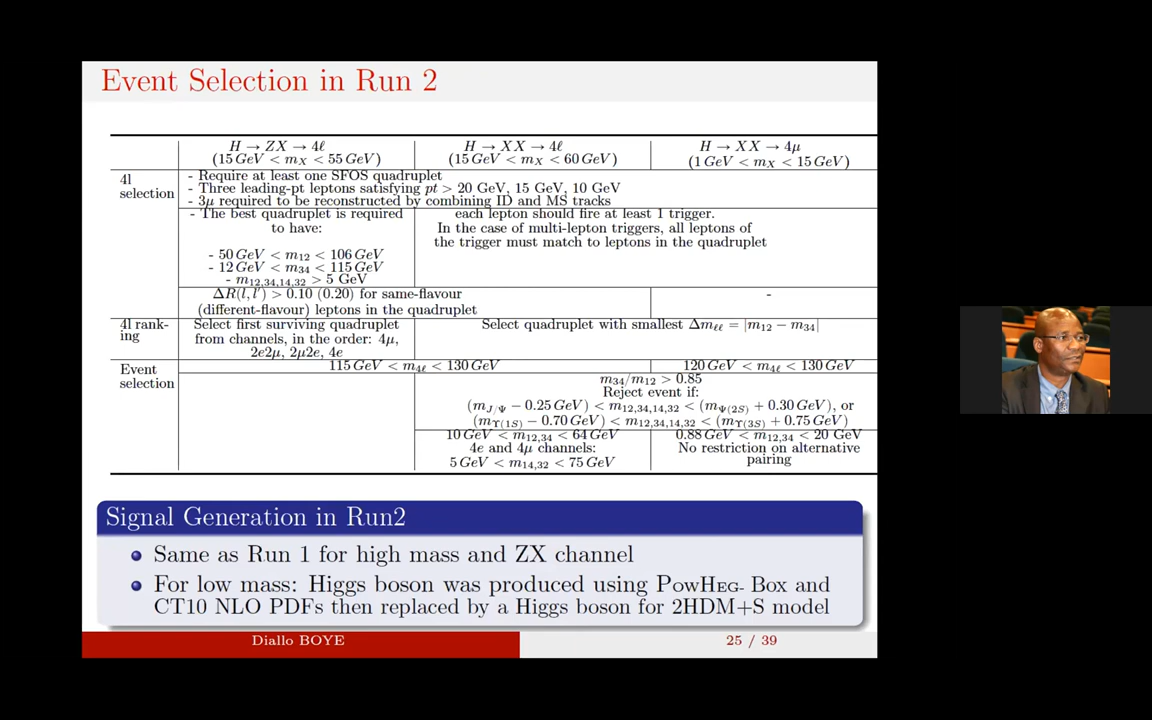 Event Selection in Run 2
H → ZX → 4ℓ
(15 GeV < m_X < 55 GeV)
H → XX → 4ℓ
(15 GeV < m_X < 60 GeV)
H → XX → 4μ
(1 GeV < m_X < 15 GeV)
4l
selection
- Require at least one SFOS quadruplet
- Three leading-pt leptons satisfying pt > 20 GeV, 15 GeV, 10 GeV
- 3μ required to be reconstructed by combining ID and MS tracks
- The best quadruplet is required
to have:
- 50 GeV < m_12 < 106 GeV
- 12 GeV < m_34 < 115 GeV
- m_12,34,14,32 > 5 GeV
each lepton should fire at least 1 trigger.
In the case of multi-lepton triggers, all leptons of
the trigger must match to leptons in the quadruplet
ΔR(l, l′) > 0.10 (0.20) for same-flavour
(different-flavour) leptons in the quadruplet
-
4l rank-
ing
Select first surviving quadruplet
from channels, in the order: 4μ,
2e2μ, 2μ2e, 4e
Select quadruplet with smallest Δm_ℓℓ = |m_12 − m_34|
Event
selection
115 GeV < m_4ℓ < 130 GeV
120 GeV < m_4ℓ < 130 GeV
m_34/m_12 > 0.85
Reject event if:
(m_J/Ψ − 0.25 GeV) < m_12,34,14,32 < (m_Ψ(2S) + 0.30 GeV), or
(m_Υ(1S) − 0.70 GeV) < m_12,34,14,32 < (m_Υ(3S) + 0.75 GeV)
10 GeV < m_12,34 < 64 GeV
4e and 4μ channels:
5 GeV < m_14,32 < 75 GeV
0.88 GeV < m_12,34 < 20 GeV
No restriction on alternative
pairing
Signal Generation in Run2
Same as Run 1 for high mass and ZX channel
For low mass: Higgs boson was produced using PowHeg- Box and
CT10 NLO PDFs then replaced by a Higgs boson for 2HDM+S model
Diallo BOYE
25 / 39